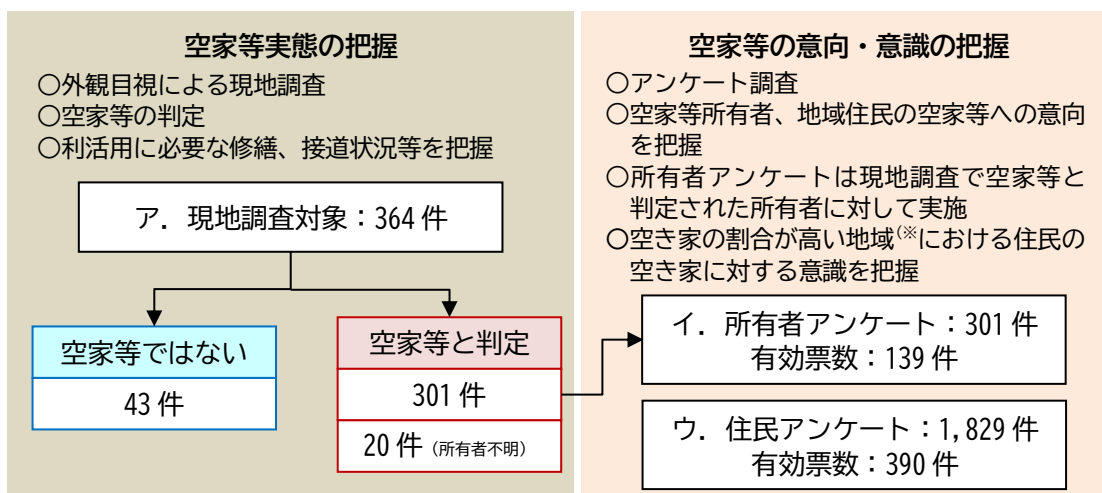 空家等実態の把握
○外観目視による現地調査
○空家等の判定
○利活用に必要な修繕、接道状況等を把握
ア．現地調査対象：364 件
空家等ではない
43 件
空家等と判定
301 件
20 件（所有者不明）
空家等の意向・意識の把握
○アンケート調査
○空家等所有者、地域住民の空家等への意向
を把握
○所有者アンケートは現地調査で空家等と
判定された所有者に対して実施
○空き家の割合が高い地域(※における住民の
空き家に対する意識を把握
イ．所有者アンケート：301 件
有効票数：139 件
ウ．住民アンケート：1,829 件
有効票数：390 件